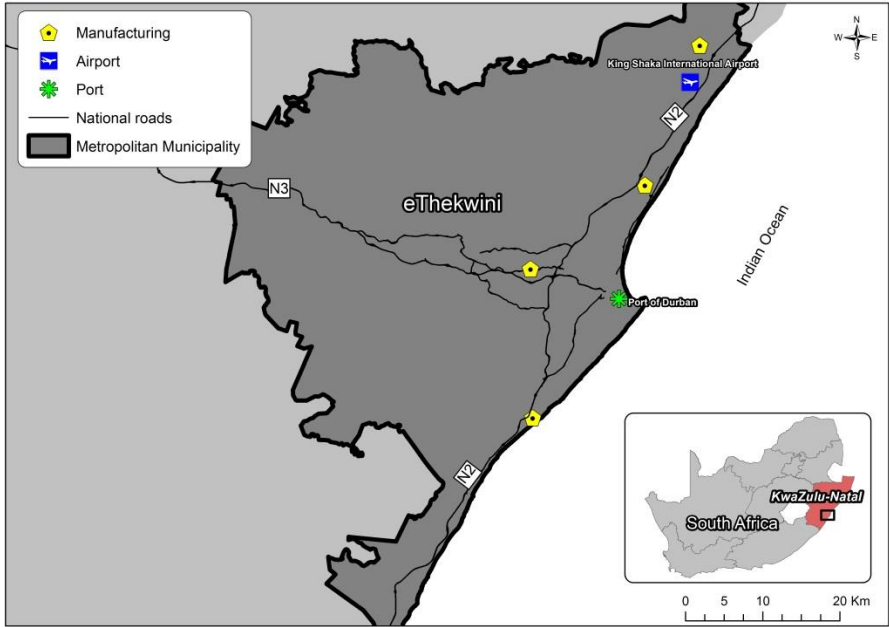 Manufacturing
Airport
Port
National roads
Metropolitan Municipality
N
W E
S
King Shaka International Airport
N2
N3
eThekwini
Indian Ocean
Port of Durban
N2
KwaZulu-Natal
South Africa
0 5 10 20 Km